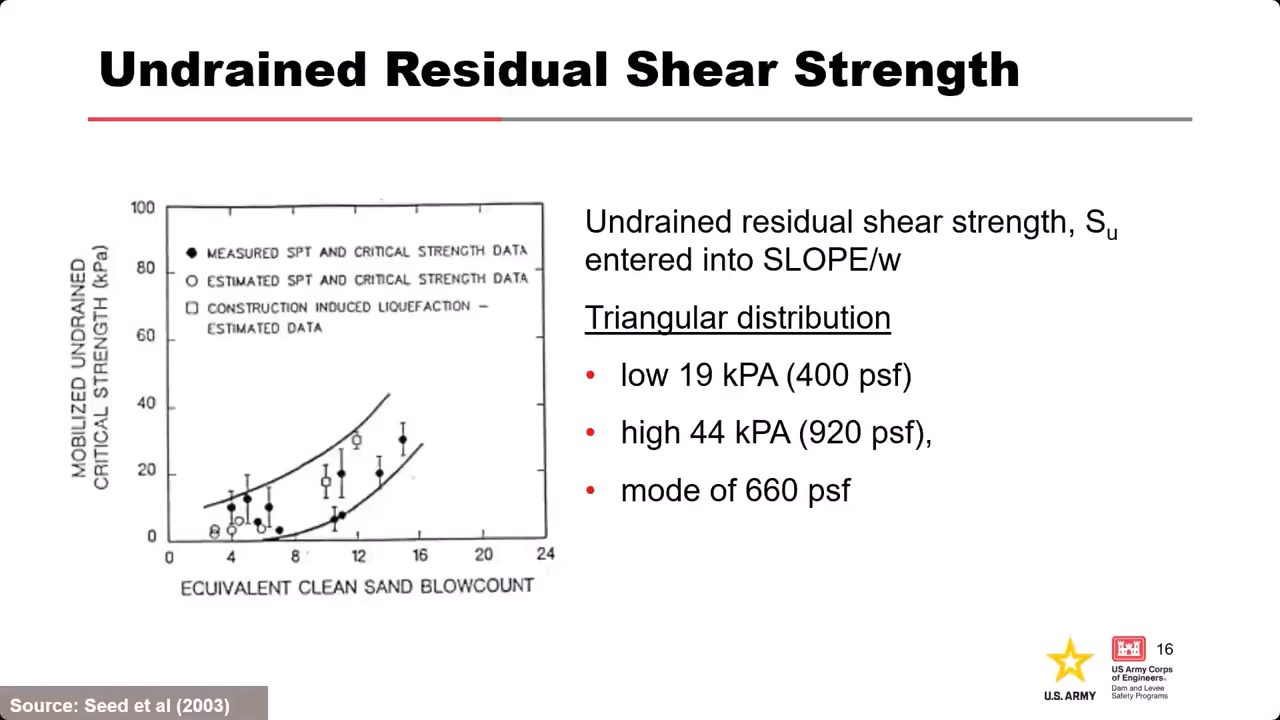 Undrained Residual Shear Strength
100
80
60
40
20
0
MOBILIZED UNDRAINED
CRITICAL STRENGTH (kPa)
MEASURED SPT AND CRITICAL STRENGTH DATA
ESTIMATED SPT AND CRITICAL STRENGTH DATA
CONSTRUCTION INDUCED LIQUEFACTION –
ESTIMATED DATA
0 4 8 12 16 20 24
EQUIVALENT CLEAN SAND BLOWCOUNT
Undrained residual shear strength, Su
entered into SLOPE/w
Triangular distribution
• low 19 kPA (400 psf)
• high 44 kPA (920 psf),
• mode of 660 psf
U.S. ARMY
US Army Corps
of Engineers®
Dam and Levee
Safety Programs
16
Source: Seed et al (2003)